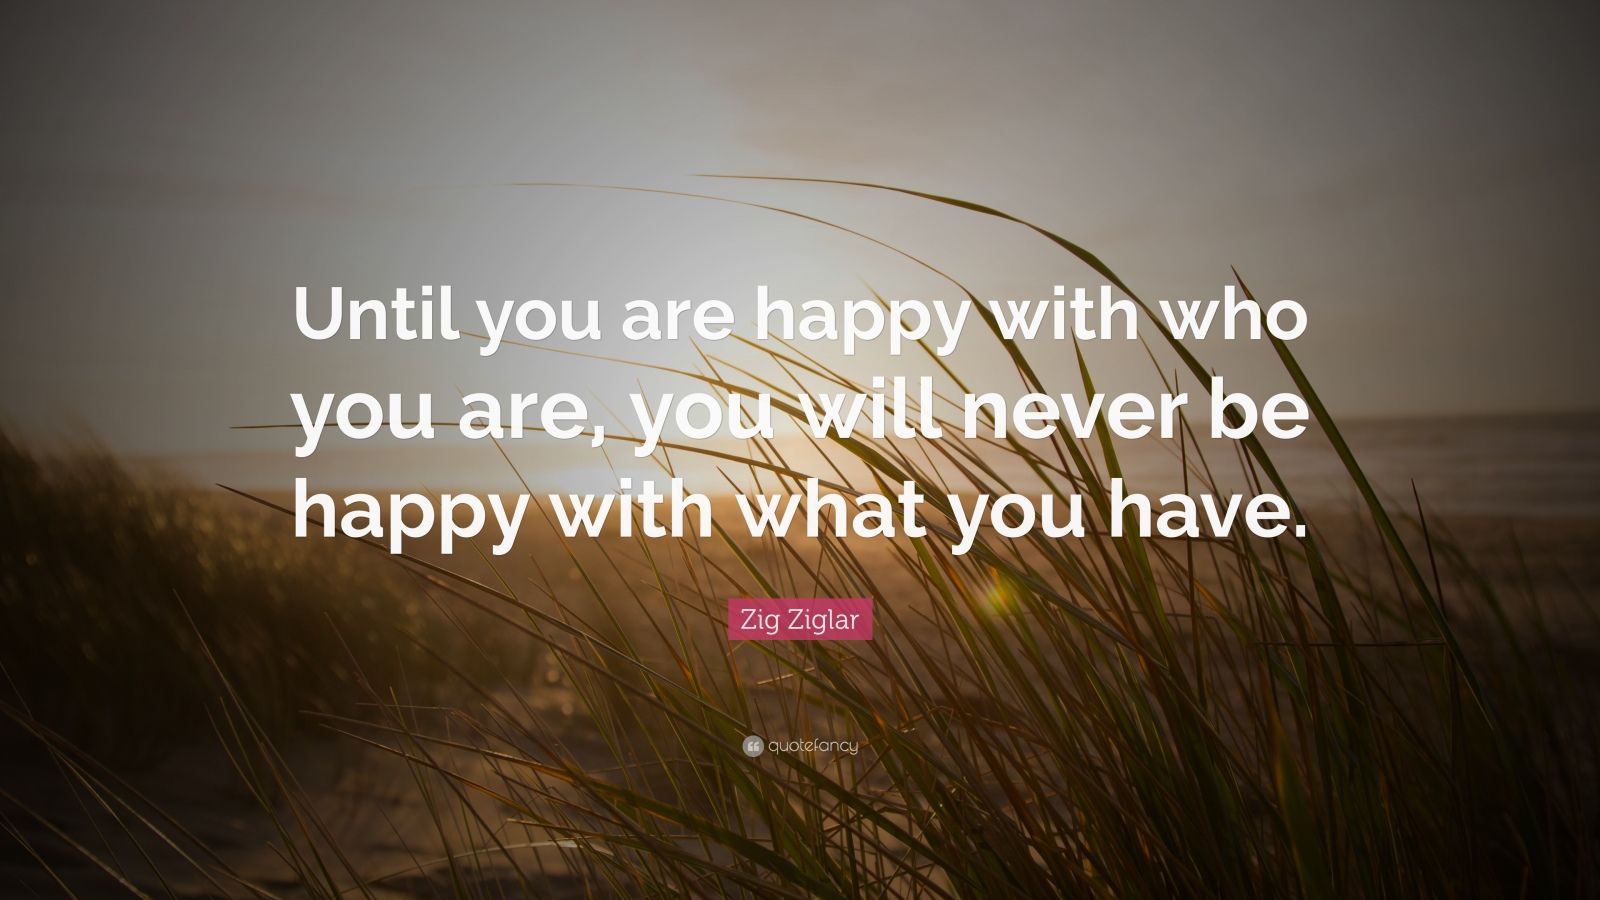 Until you are happy with who
you are, you will never be
happy with what you have.
Zig Ziglar
❝ quotefancy